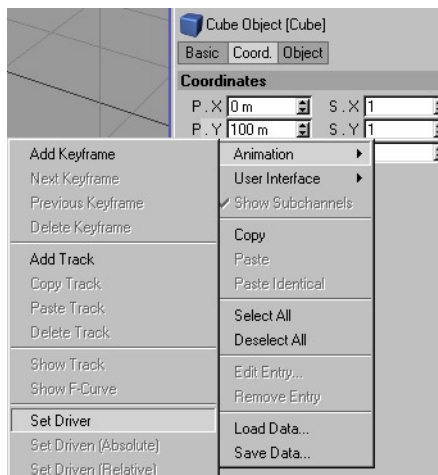 Cube Object [Cube]
Basic Coord. Object
Coordinates
P . X 0 m S . X 1
P . Y 100 m S . Y 1
Add Keyframe
Next Keyframe
Previous Keyframe
Delete Keyframe
Add Track
Copy Track
Paste Track
Delete Track
Show Track
Show F-Curve
Set Driver
Set Driven (Absolute)
Set Driven (Relative)
Animation
User Interface
Show Subchannels
Copy
Paste
Paste Identical
Select All
Deselect All
Edit Entry...
Remove Entry
Load Data...
Save Data...